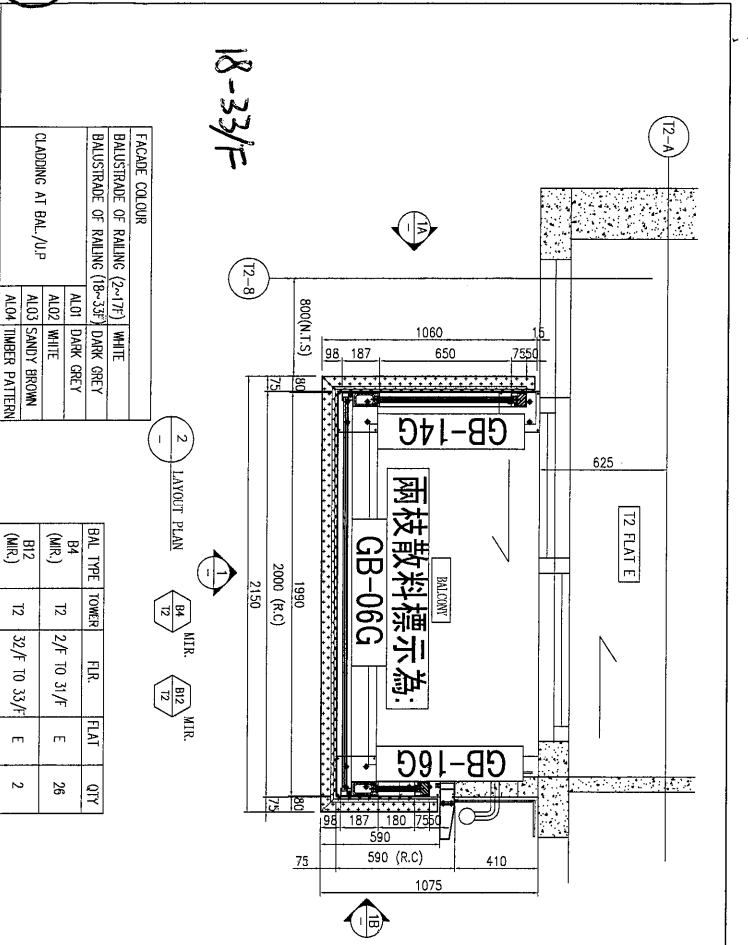 18-33/F
T2-A
1A
-
T2-8
T2 FLAT E
625
15
1060
98 187 650 75 50
800(N.T.S)
80
75
GB-14G
兩枝散料標示為:
GB-06G
BALCONY
GB-16G
1990
2000 (R.C)
2150
80
75
98 187 180 75 50
590
75 590 (R.C) 410
1075
1B
-
1
-
2
-
LAYOUT PLAN
B4
T2
MIR.
B12
T2
MIR.
FACADE COLOUR
BALUSTRADE OF RAILING (2~17F) WHITE
BALUSTRADE OF RAILING (18~33F) DARK GREY
CLADDING AT BAL./U.P
AL01 DARK GREY
AL02 WHITE
AL03 SANDY BROWN
AL04 TIMBER PATTERN
BAL TYPE TOWER FLR. FLAT QTY
B4 (MIR.) T2 2/F TO 31/F E 26
B12 (MIR.) T2 32/F TO 33/F E 2